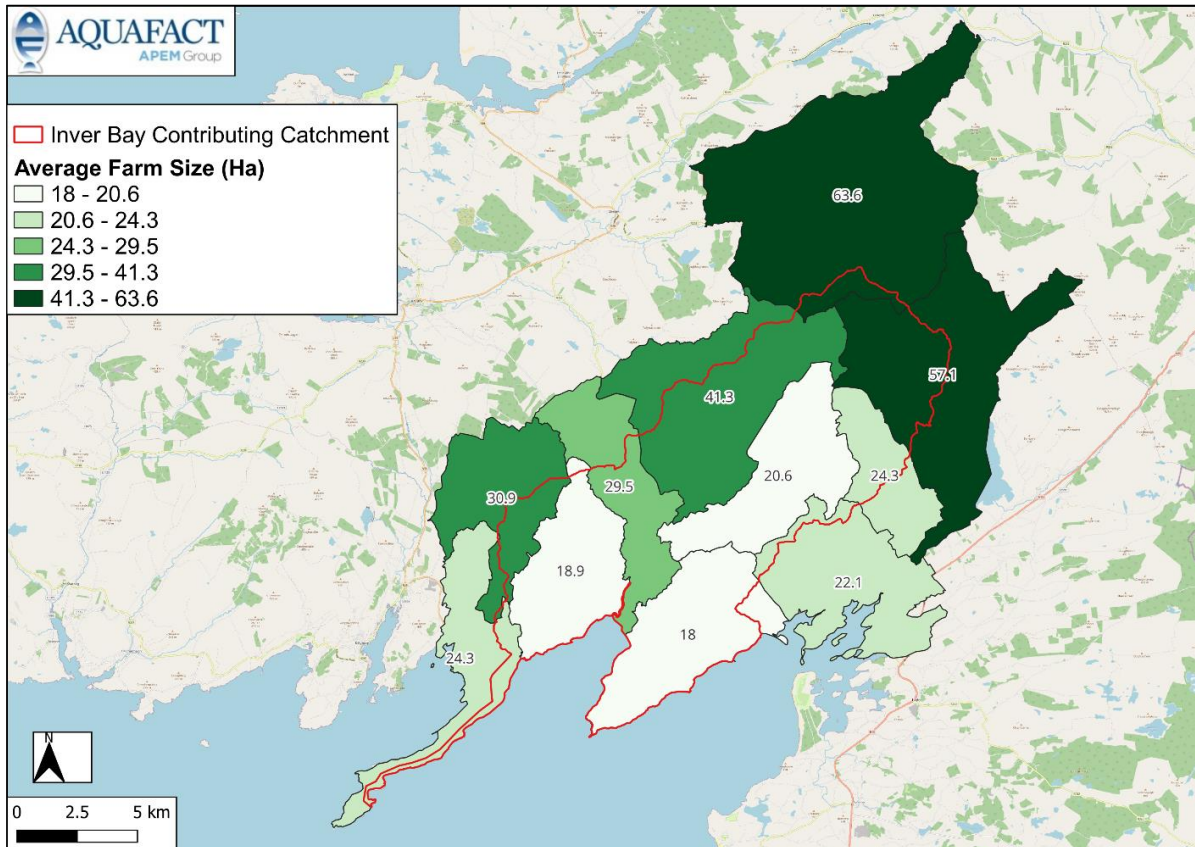 AQUAFACT
APEM Group
Inver Bay Contributing Catchment
Average Farm Size (Ha)
18 - 20.6
20.6 - 24.3
24.3 - 29.5
29.5 - 41.3
41.3 - 63.6
63.6
57.1
41.3
20.6
24.3
29.5
30.9
18.9
22.1
18
24.3
N
0 2.5 5 km